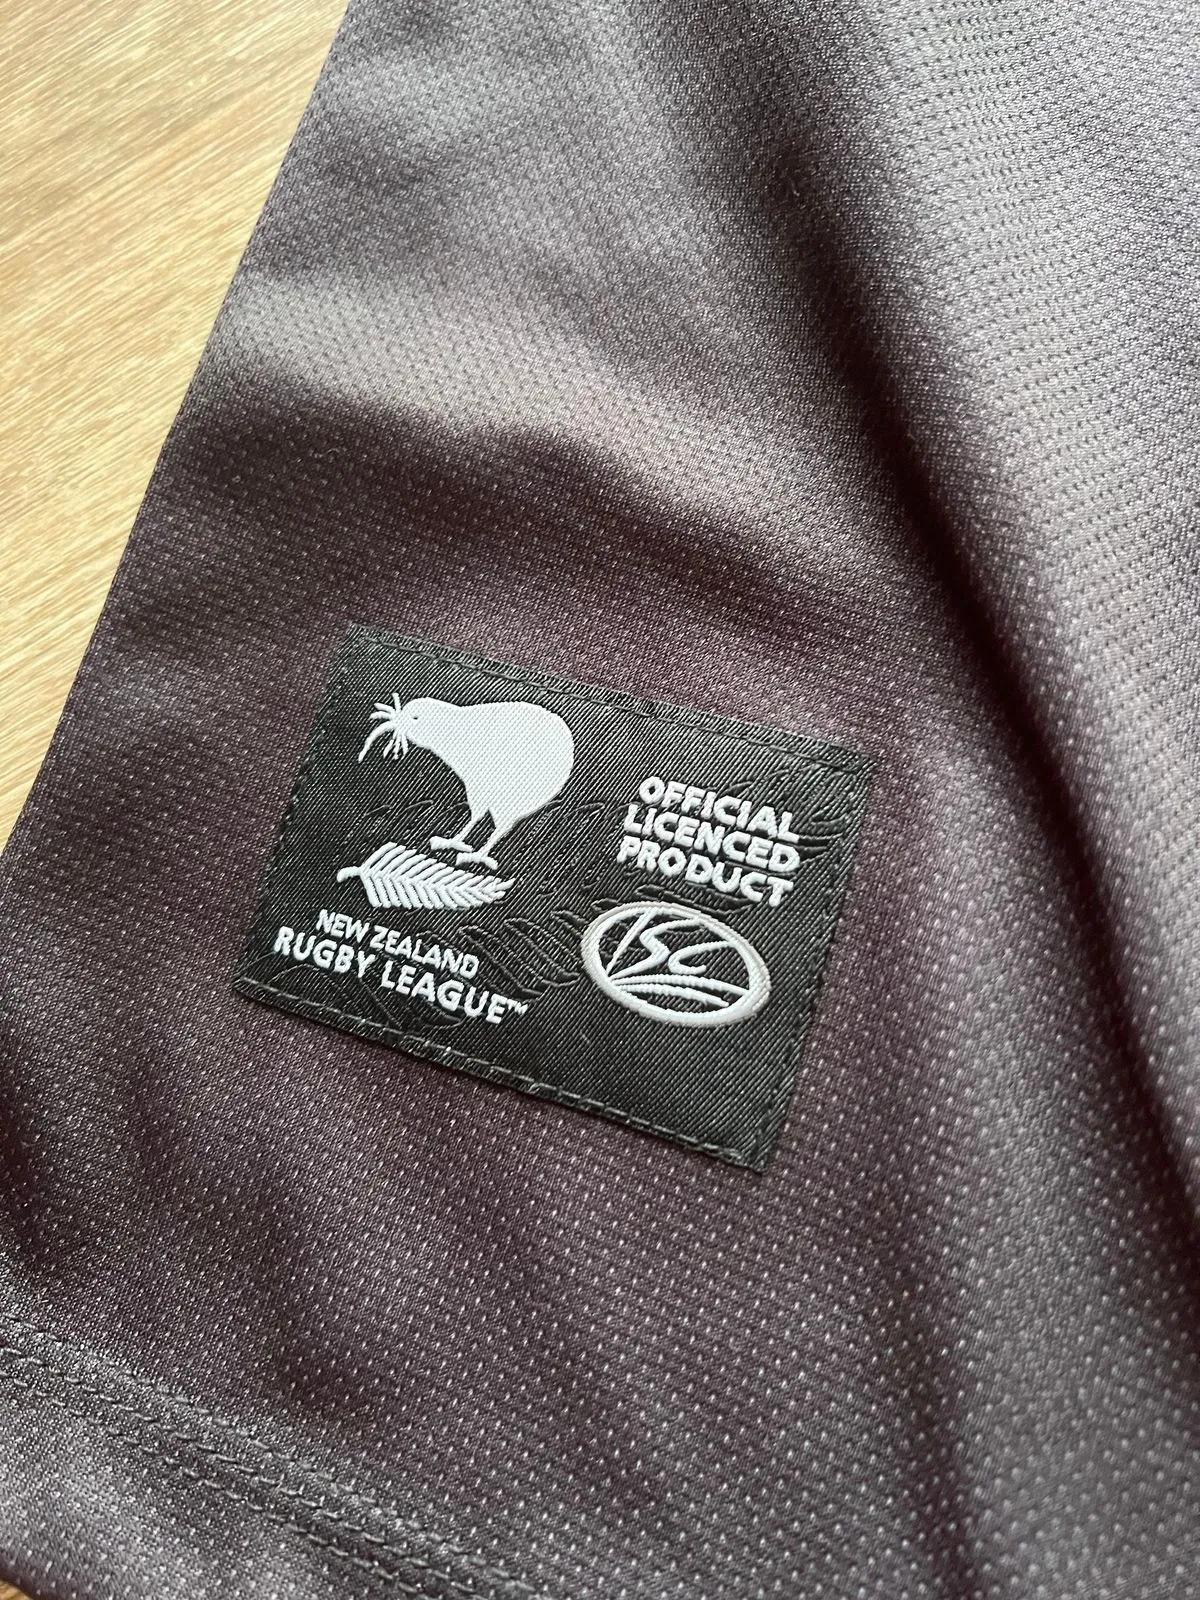 NEW ZEALAND
RUGBY LEAGUE™
OFFICIAL
LICENCED
PRODUCT
ISC